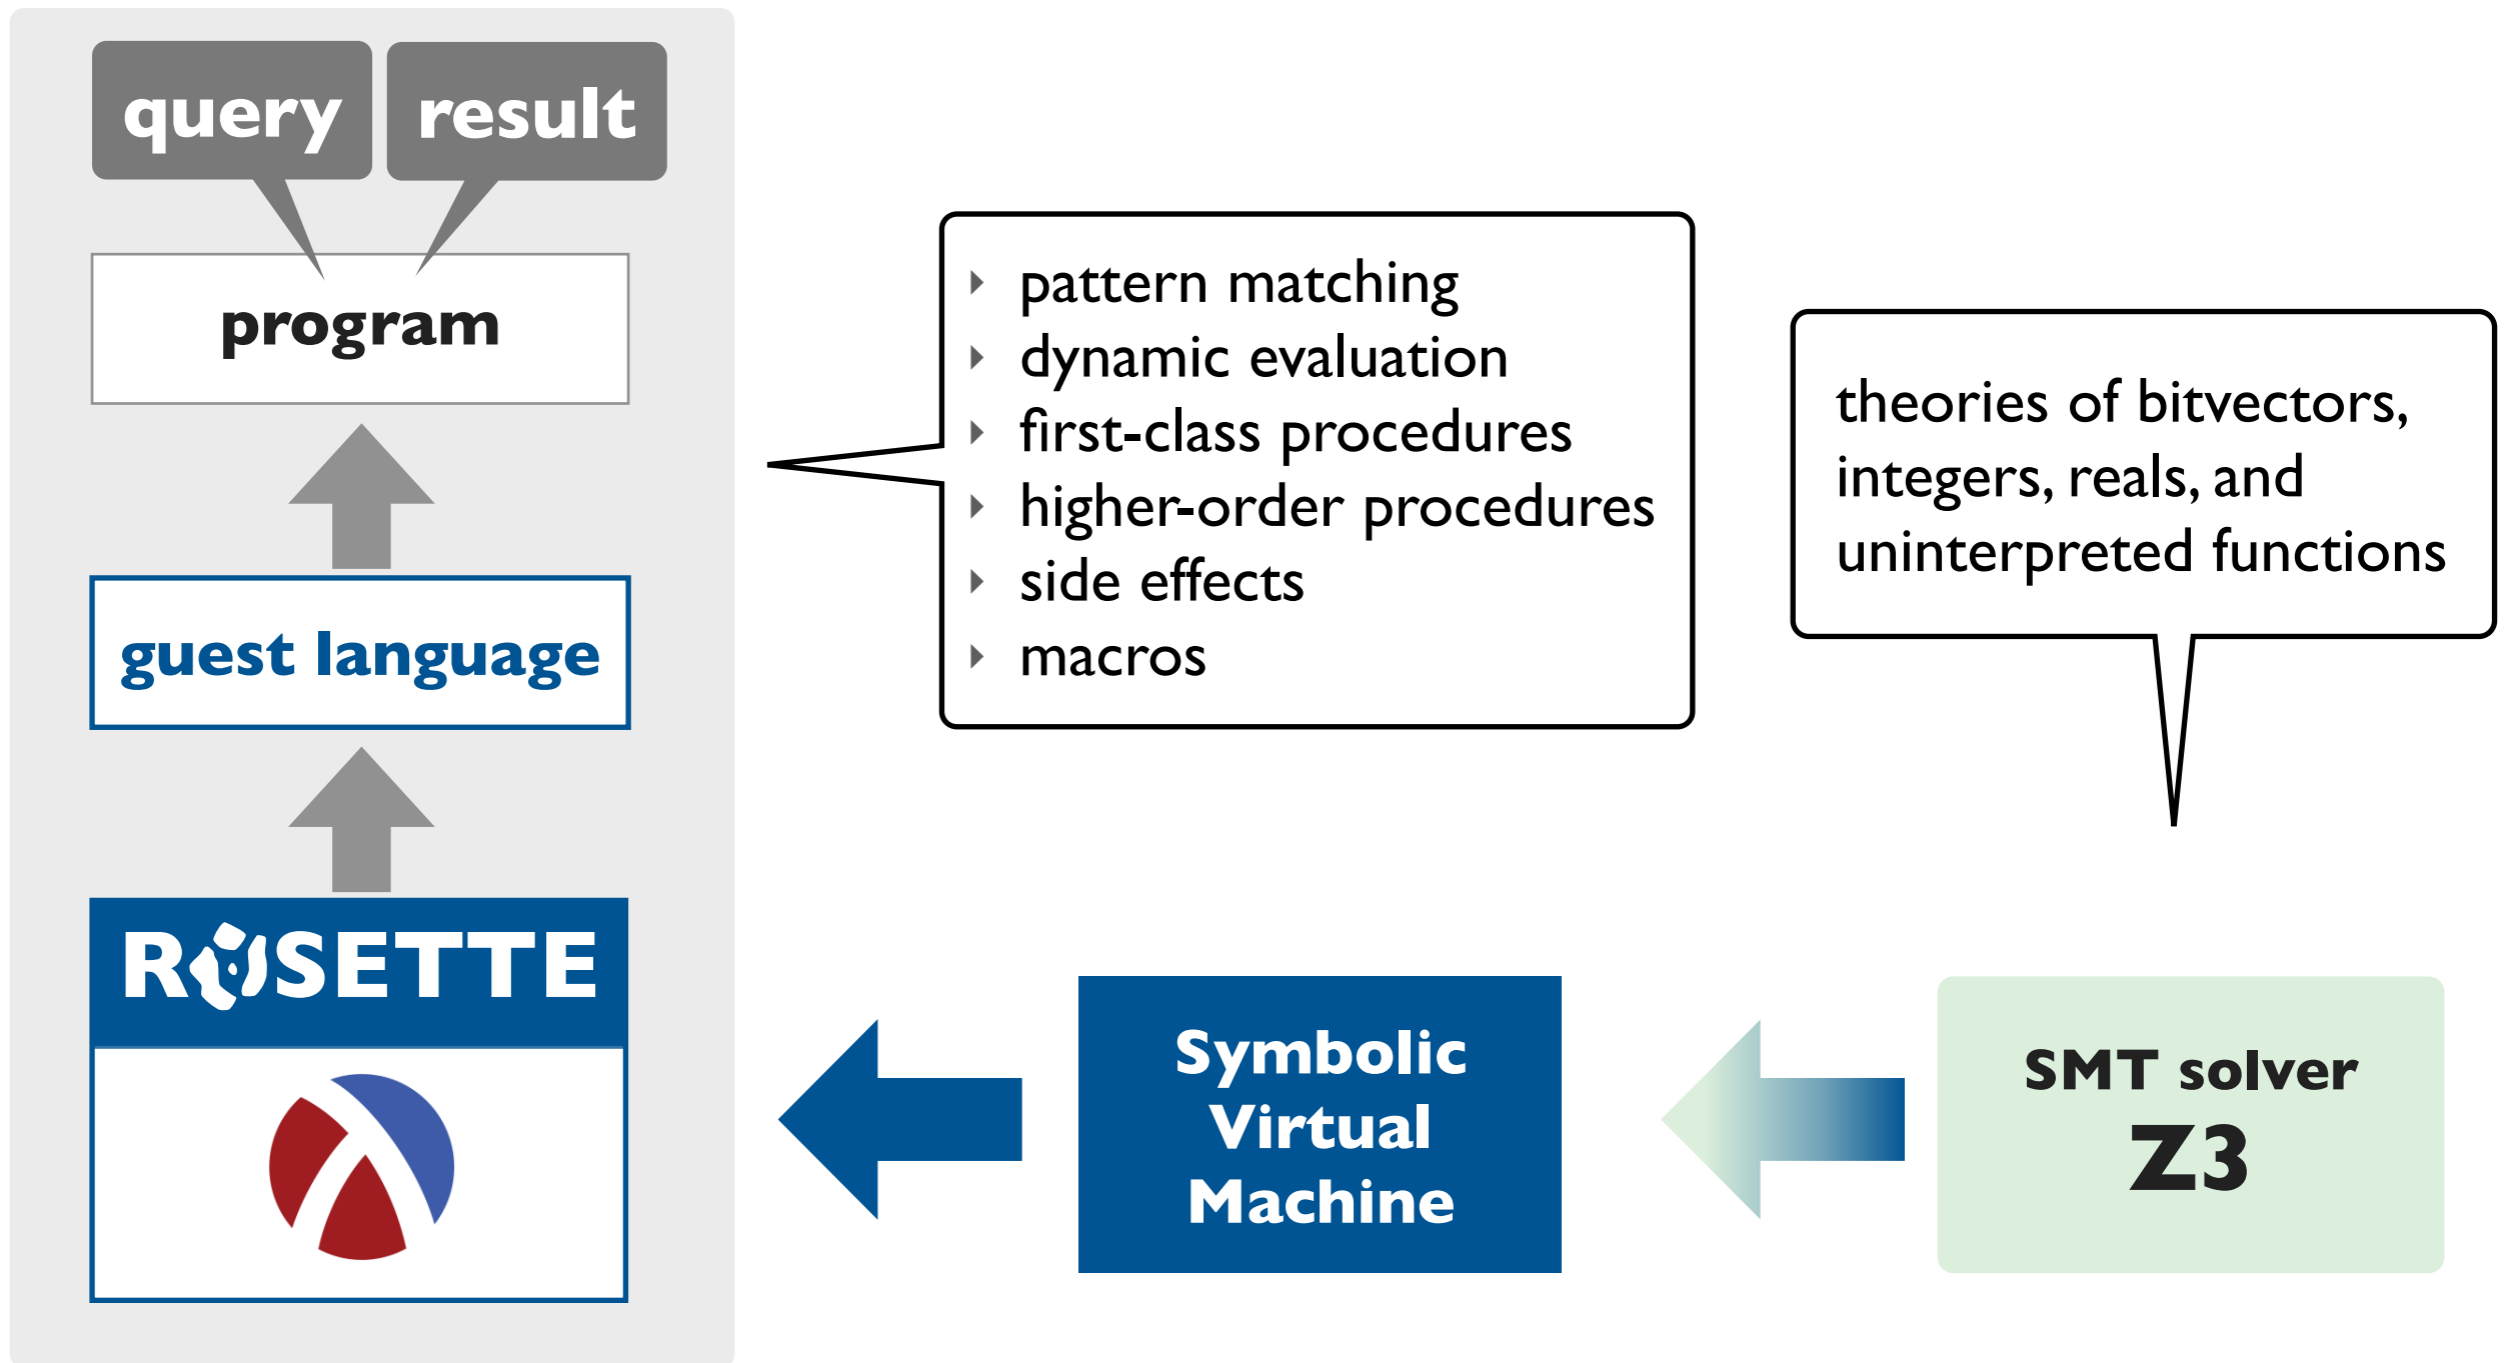 query
result
program
guest language
ROSETTE
pattern matching
dynamic evaluation
first-class procedures
higher-order procedures
side effects
macros
theories of bitvectors,
integers, reals, and
uninterpreted functions
Symbolic
Virtual
Machine
SMT solver
Z3